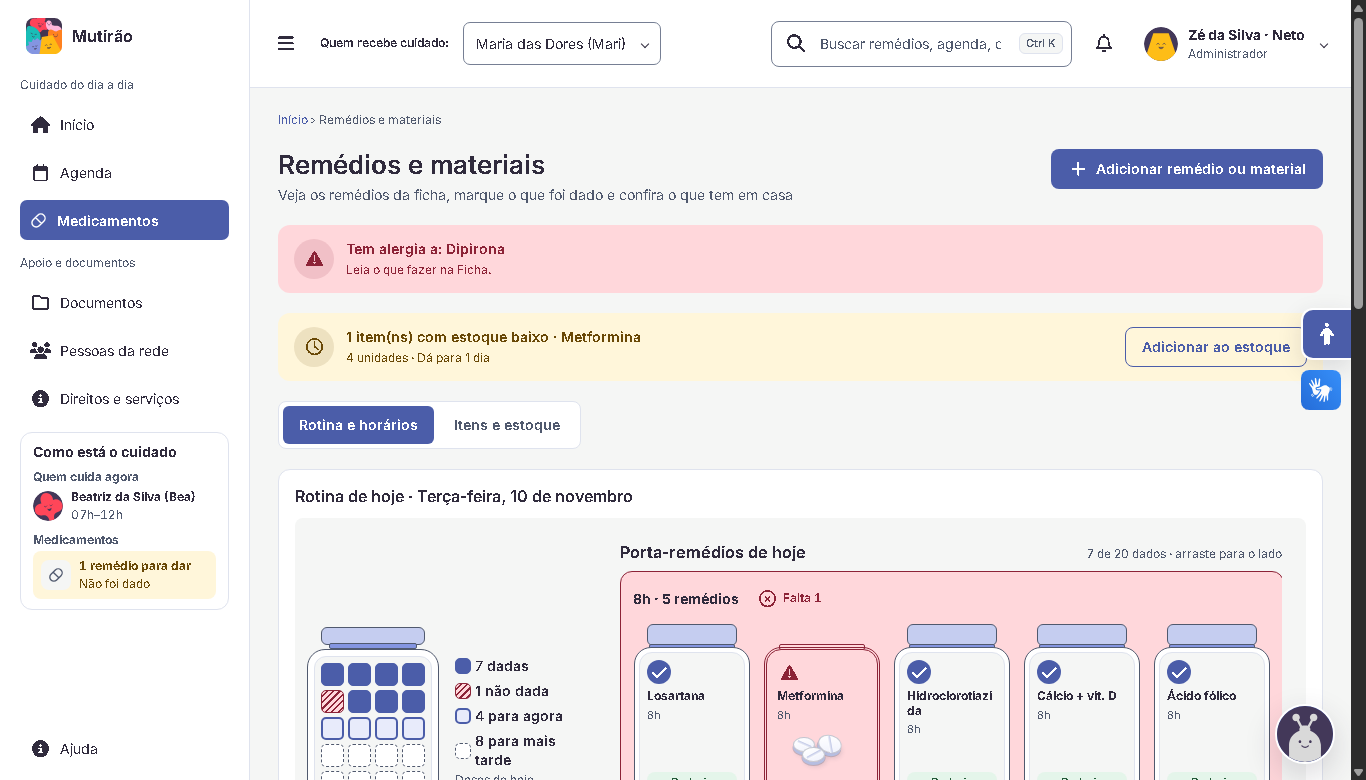 Mutirão
Cuidado do dia a dia
Início
Agenda
Medicamentos
Apoio e documentos
Documentos
Pessoas da rede
Direitos e serviços
Como está o cuidado
Quem cuida agora
Beatriz da Silva (Bea)
07h–12h
Medicamentos
1 remédio para dar
Não foi dado
Ajuda
Quem recebe cuidado:
Maria das Dores (Mari)
Buscar remédios, agenda,
Ctrl K
Zé da Silva · Neto
Administrador
Início › Remédios e materiais
Remédios e materiais
Veja os remédios da ficha, marque o que foi dado e confira o que tem em casa
Adicionar remédio ou material
Tem alergia a: Dipirona
Leia o que fazer na Ficha.
1 item(ns) com estoque baixo · Metformina
4 unidades · Dá para 1 dia
Adicionar ao estoque
Rotina e horários
Itens e estoque
Rotina de hoje · Terça-feira, 10 de novembro
7 dadas
1 não dada
4 para agora
8 para mais
tarde
Porta-remédios de hoje
7 de 20 dados · arraste para o lado
8h · 5 remédios
Falta 1
Losartana
8h
Metformina
8h
Hidroclorotiazi
da
8h
Cálcio + vit. D
8h
Ácido fólico
8h